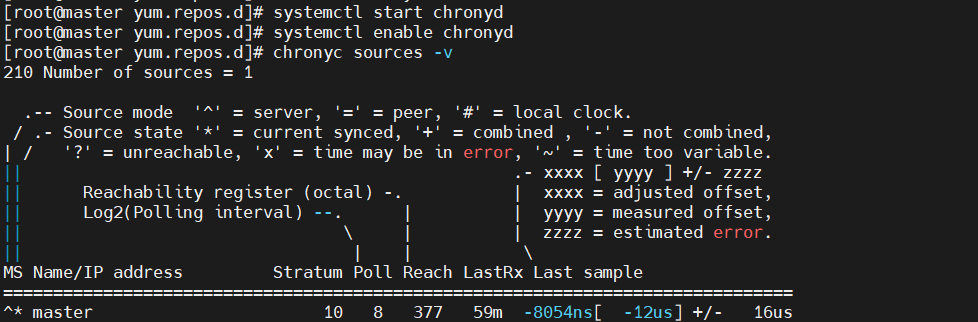 [root@master yum.repos.d]# systemctl start chronyd
[root@master yum.repos.d]# systemctl enable chronyd
[root@master yum.repos.d]# chronyc sources -v
210 Number of sources = 1

  .-- Source mode  '^' = server, '=' = peer, '#' = local clock.
 / .- Source state '*' = current synced, '+' = combined , '-' = not combined,
| /   '?' = unreachable, 'x' = time may be in error, '~' = time too variable.
||                                                 .- xxxx [ yyyy ] +/- zzzz
||      Reachability register (octal) -.           |  xxxx = adjusted offset,
||      Log2(Polling interval) --.      |          |  yyyy = measured offset,
||                                \     |          |  zzzz = estimated error.
||                                 |    |           \
MS Name/IP address         Stratum Poll Reach LastRx Last sample
===============================================================================
^* master                       10   8   377   59m  -8054ns[  -12us] +/-   16us